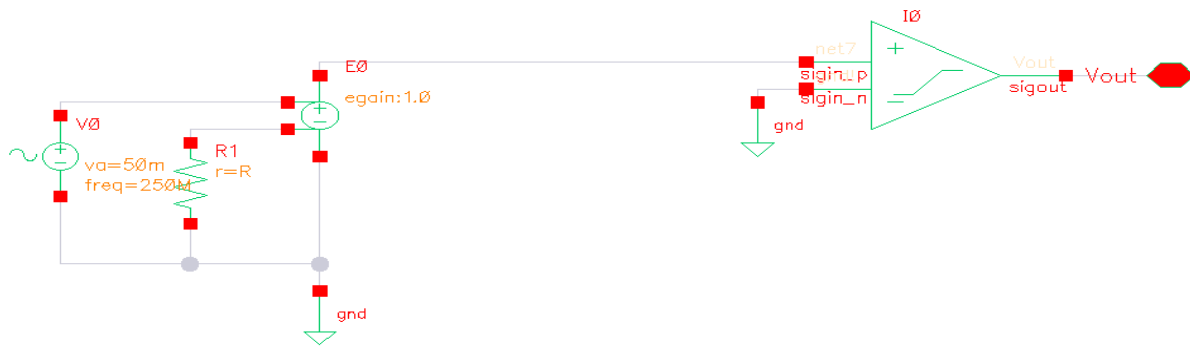 I0
net7
sigin_p
sigin_n
Vout
sigout
Vout
gnd
E0
egain:1.0
V0
va=50m
freq=250M
R1
r=R
gnd